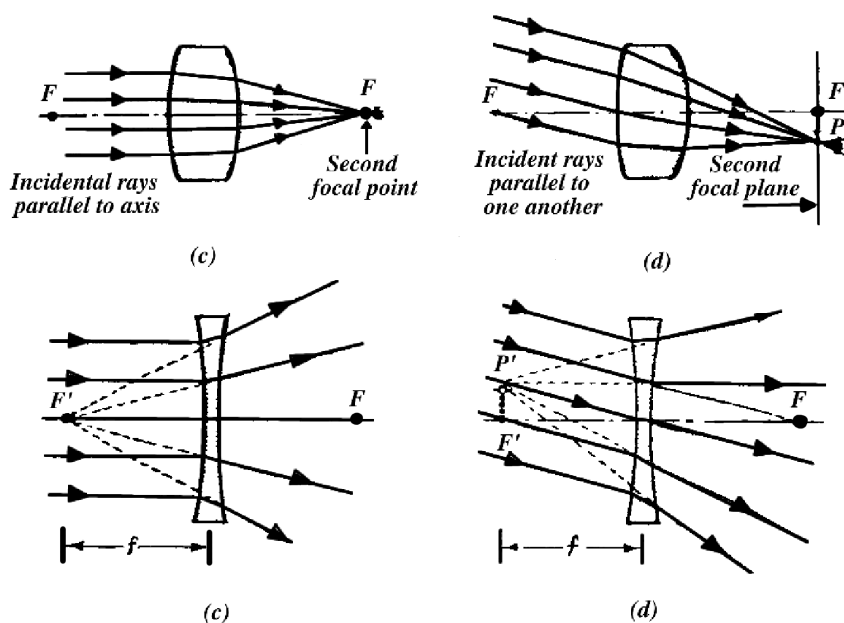 F
F
Second
focal point
Incidental rays
parallel to axis
(c)
F
F
P
Incident rays
parallel to
one another
Second
focal plane
(d)
F'
F
f
(c)
P'
F'
F
f
(d)